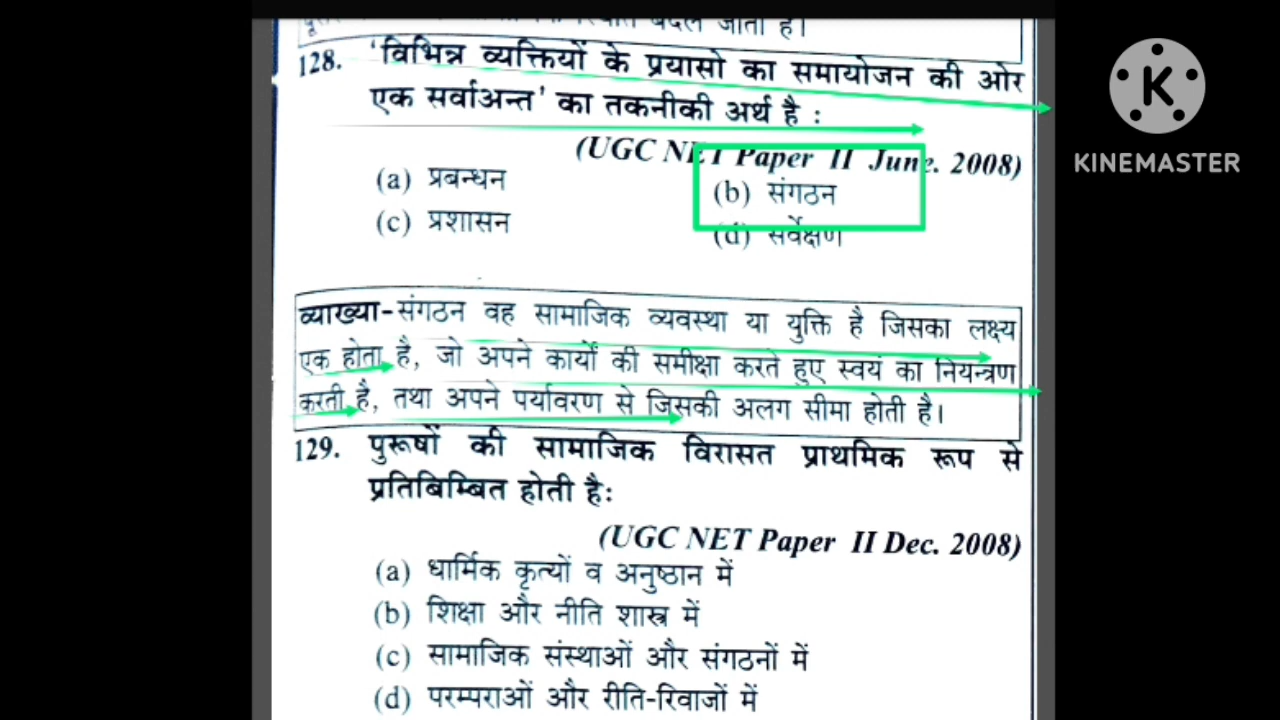 बदल जाता है।
128. 'विभिन्न व्यक्तियों के प्रयासो का समायोजन की ओर
एक सर्वाअन्त' का तकनीकी अर्थ है :
(UGC NET Paper II June. 2008)
(a) प्रबन्धन (b) संगठन
(c) प्रशासन (d) सर्वेक्षण
व्याख्या-संगठन वह सामाजिक व्यवस्था या युक्ति है जिसका लक्ष्य
एक होता है, जो अपने कार्यों की समीक्षा करते हुए स्वयं का नियन्त्रण
करती है, तथा अपने पर्यावरण से जिसकी अलग सीमा होती है।
129. पुरूषों की सामाजिक विरासत प्राथमिक रूप से
प्रतिबिम्बित होती हैः
(UGC NET Paper II Dec. 2008)
(a) धार्मिक कृत्यों व अनुष्ठान में
(b) शिक्षा और नीति शास्त्र में
(c) सामाजिक संस्थाओं और संगठनों में
(d) परम्पराओं और रीति-रिवाजों में
K
KINEMASTER